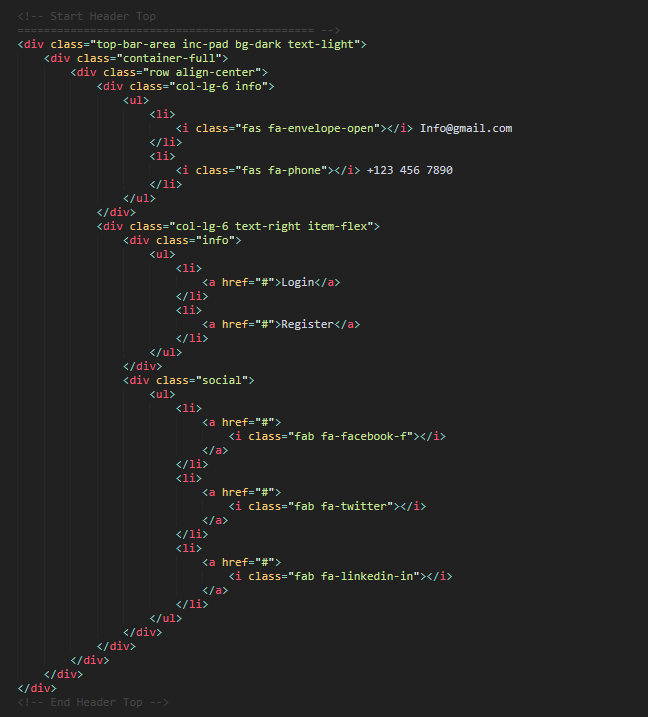 <!-- Start Header Top
============================================= -->
<div class="top-bar-area inc-pad bg-dark text-light">
    <div class="container-full">
        <div class="row align-center">
            <div class="col-lg-6 info">
                <ul>
                    <li>
                        <i class="fas fa-envelope-open"></i> Info@gmail.com
                    </li>
                    <li>
                        <i class="fas fa-phone"></i> +123 456 7890
                    </li>
                </ul>
            </div>
            <div class="col-lg-6 text-right item-flex">
                <div class="info">
                    <ul>
                        <li>
                            <a href="#">Login</a>
                        </li>
                        <li>
                            <a href="#">Register</a>
                        </li>
                    </ul>
                </div>
                <div class="social">
                    <ul>
                        <li>
                            <a href="#">
                                <i class="fab fa-facebook-f"></i>
                            </a>
                        </li>
                        <li>
                            <a href="#">
                                <i class="fab fa-twitter"></i>
                            </a>
                        </li>
                        <li>
                            <a href="#">
                                <i class="fab fa-linkedin-in"></i>
                            </a>
                        </li>
                    </ul>
                </div>
            </div>
        </div>
    </div>
</div>
<!-- End Header Top -->